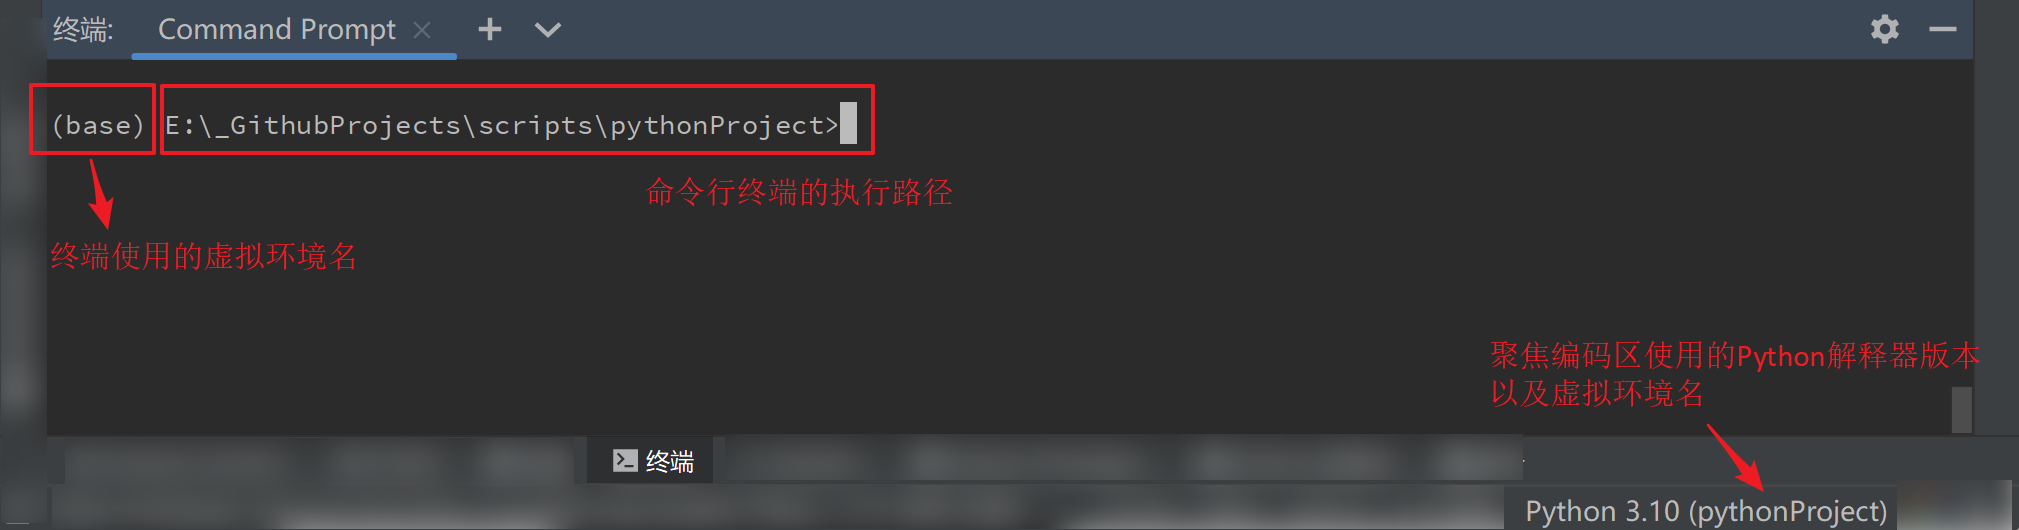 终端: Command Prompt
(base) E:\_GithubProjects\scripts\pythonProject>
命令行终端的执行路径
终端使用的虚拟环境名
聚焦编码区使用的Python解释器版本
以及虚拟环境名
终端
Python 3.10 (pythonProject)